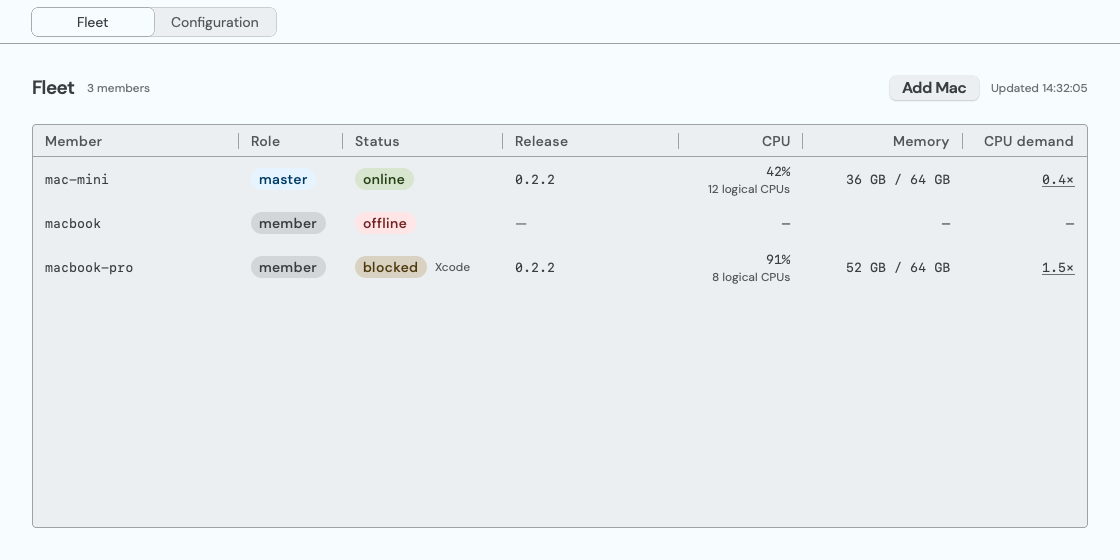 Fleet Configuration
Fleet 3 members Add Mac Updated 14:32:05
Member Role Status Release CPU Memory CPU demand
mac-mini master online 0.2.2 42% 12 logical CPUs 36 GB / 64 GB 0.4×
macbook member offline — — — —
macbook-pro member blocked Xcode 0.2.2 91% 8 logical CPUs 52 GB / 64 GB 1.5×